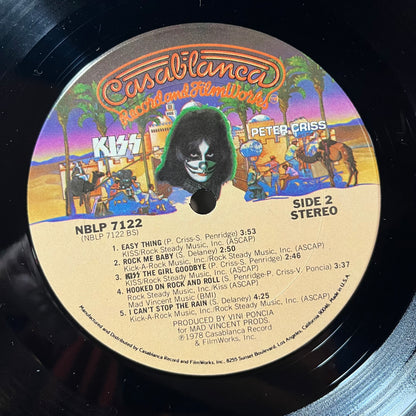 Casablanca
Record and FilmWorks
KISS
PETER CRISS
NBLP 7122
(NBLP 7122 BS)
SIDE 2
STEREO
1. EASY THING (P. Criss-S. Penridge) 3:53
KISS/Rock Steady Music, Inc. (ASCAP)
2. ROCK ME BABY (S. Delaney) 2:50
Kick-A-Rock Music, Inc./Rock Steady Music, Inc. (ASCAP)
3. KISS THE GIRL GOODBYE (P. Criss-S. Penridge) 2:46
KISS/Rock Steady Music, Inc. (ASCAP)
4. HOOKED ON ROCK AND ROLL (S. Delaney-P. Criss-V. Poncia) 3:37
Rock Steady Music, Inc./Kiss (ASCAP)
Mad Vincent Music (BMI)
5. I CAN'T STOP THE RAIN (S. Delaney) 4:25
Kick-A-Rock Music, Inc./Rock Steady Music, Inc. (ASCAP)
PRODUCED BY VINI PONCIA
for MAD VINCENT PRODS.
℗1978 Casablanca Record
& FilmWorks, Inc.
Manufactured and Distributed by Casablanca Record and FilmWorks, Inc., 8255 Sunset Boulevard, Los Angeles, California 90046. Made in U.S.A.